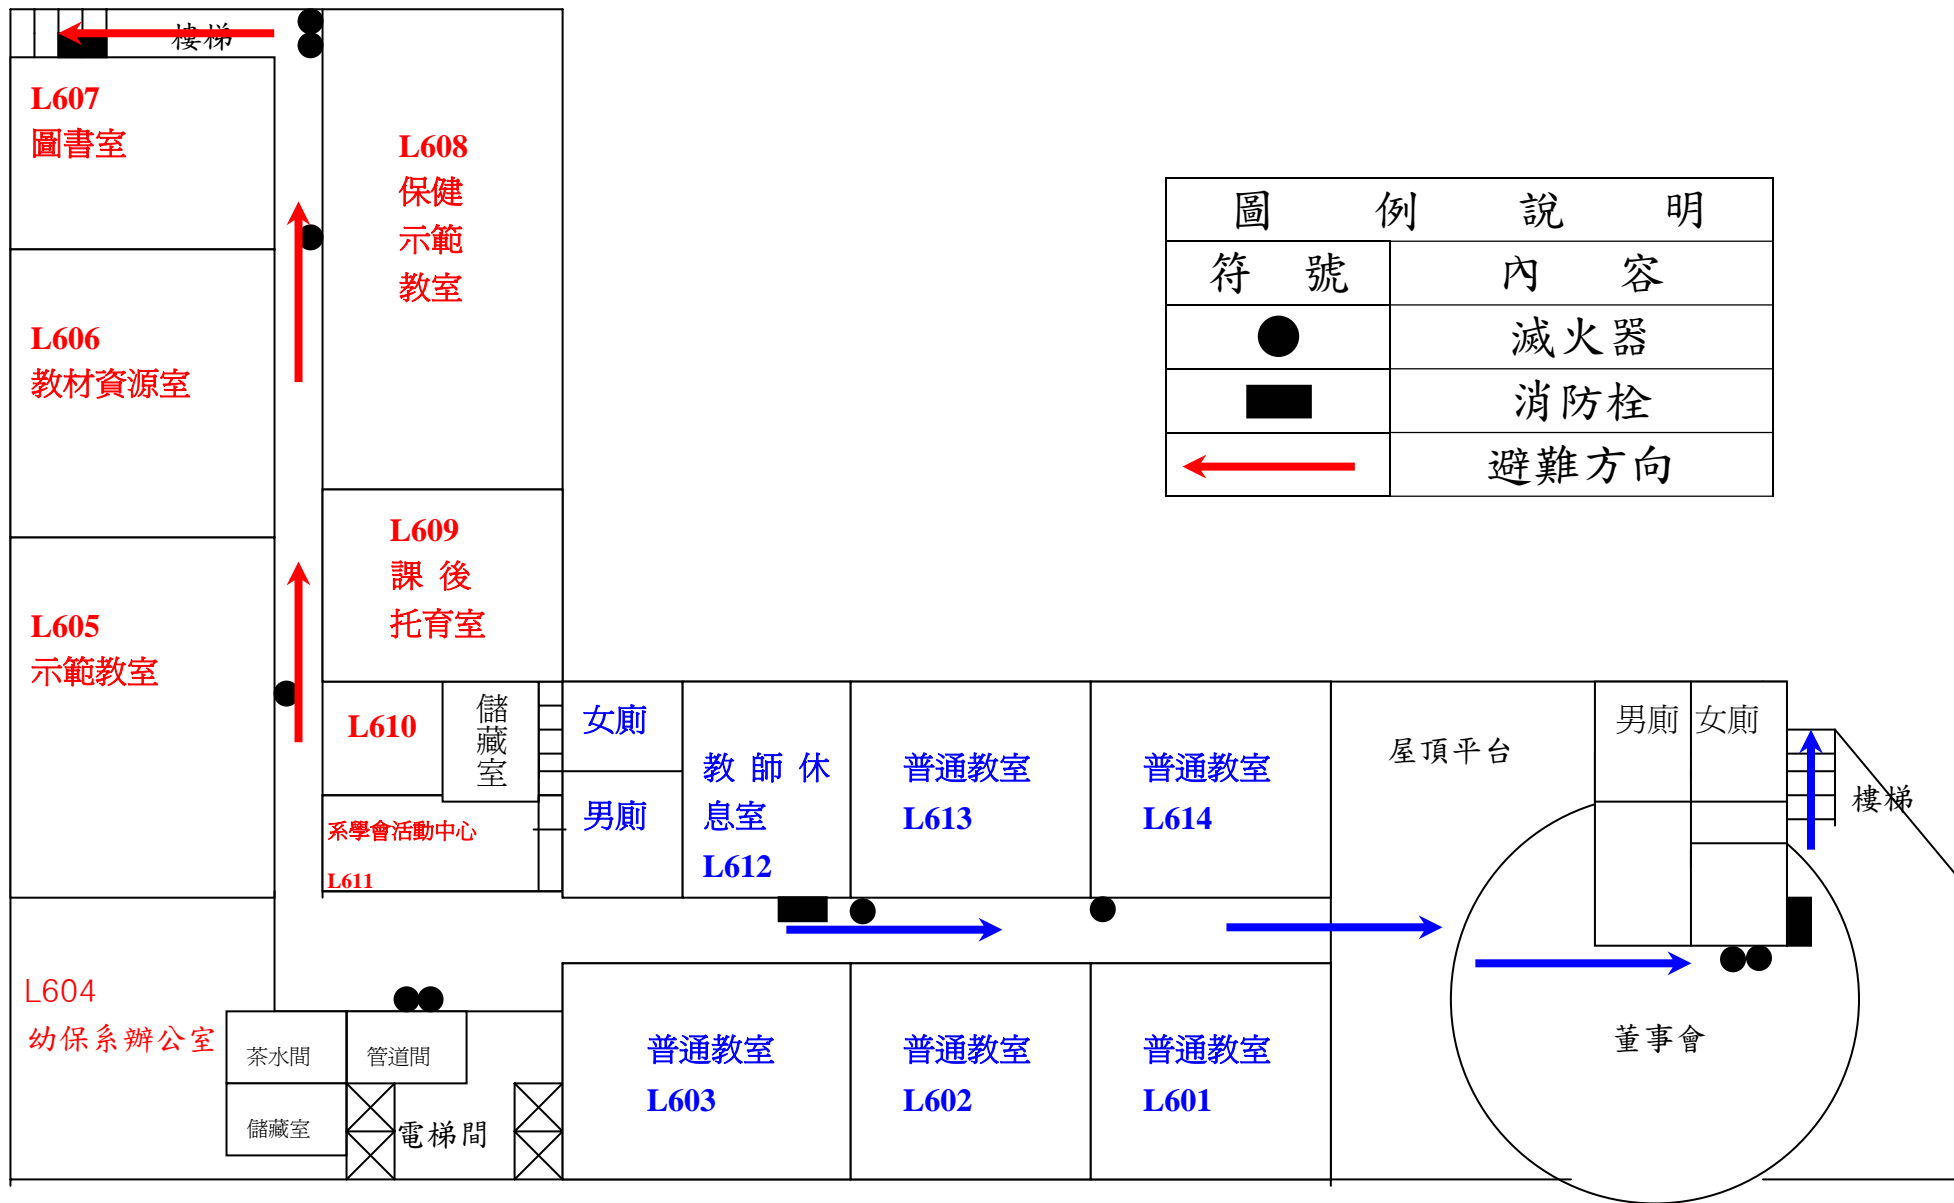 樓梯
L607
圖書室
L608
保健
示範
教室
圖 例 說 明
符 號
內 容
滅火器
消防栓
避難方向
L606
教材資源室
L609
課 後
托育室
L605
示範教室
L610
儲藏室
系學會活動中心
L611
女廁
男廁
教 師 休
息室
L612
普通教室
L613
普通教室
L614
屋頂平台
男廁
女廁
樓梯
L604
幼保系辦公室
茶水間
管道間
儲藏室
電梯間
普通教室
L603
普通教室
L602
普通教室
L601
董事會